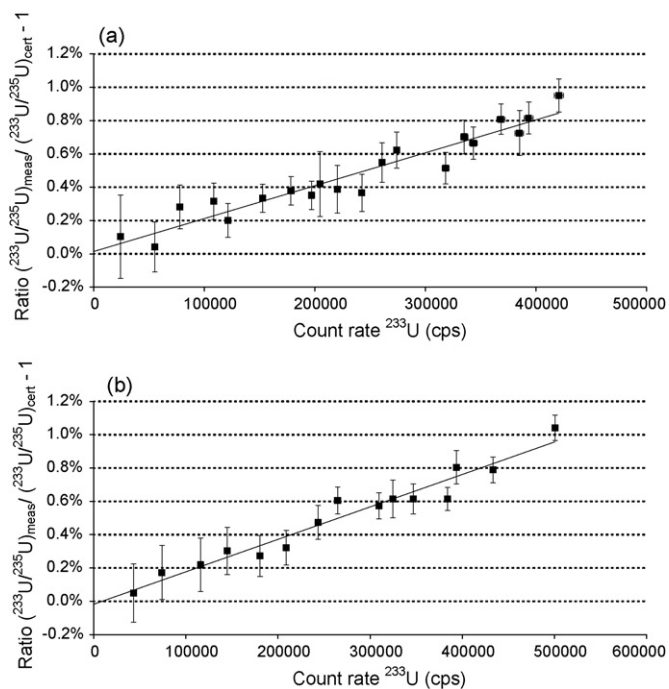 (a)
1.2%
1.0%
0.8%
0.6%
0.4%
0.2%
0.0%
-0.2%
Ratio (²³³U/²³⁵U)meas/ (²³³U/²³⁵U)cert - 1
0 100000 200000 300000 400000 500000
Count rate ²³³U (cps)
(b)
1.2%
1.0%
0.8%
0.6%
0.4%
0.2%
0.0%
-0.2%
Ratio (²³³U/²³⁵U)meas/ (²³³U/²³⁵U)cert - 1
0 100000 200000 300000 400000 500000 600000
Count rate ²³³U (cps)